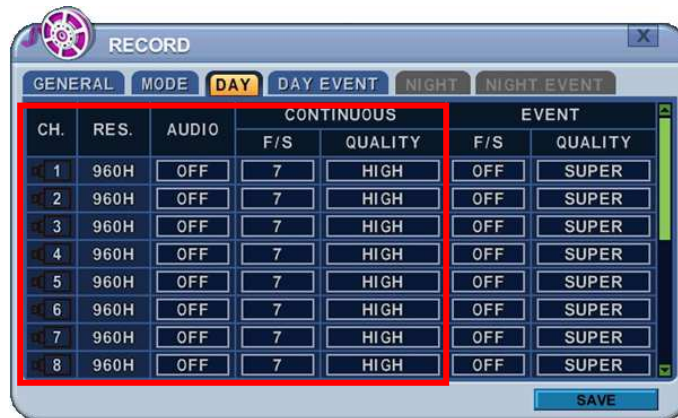 RECORD X
GENERAL MODE DAY DAY EVENT NIGHT NIGHT EVENT
CH. RES. AUDIO CONTINUOUS EVENT
F/S QUALITY F/S QUALITY
1 960H OFF 7 HIGH OFF SUPER
2 960H OFF 7 HIGH OFF SUPER
3 960H OFF 7 HIGH OFF SUPER
4 960H OFF 7 HIGH OFF SUPER
5 960H OFF 7 HIGH OFF SUPER
6 960H OFF 7 HIGH OFF SUPER
7 960H OFF 7 HIGH OFF SUPER
8 960H OFF 7 HIGH OFF SUPER
SAVE